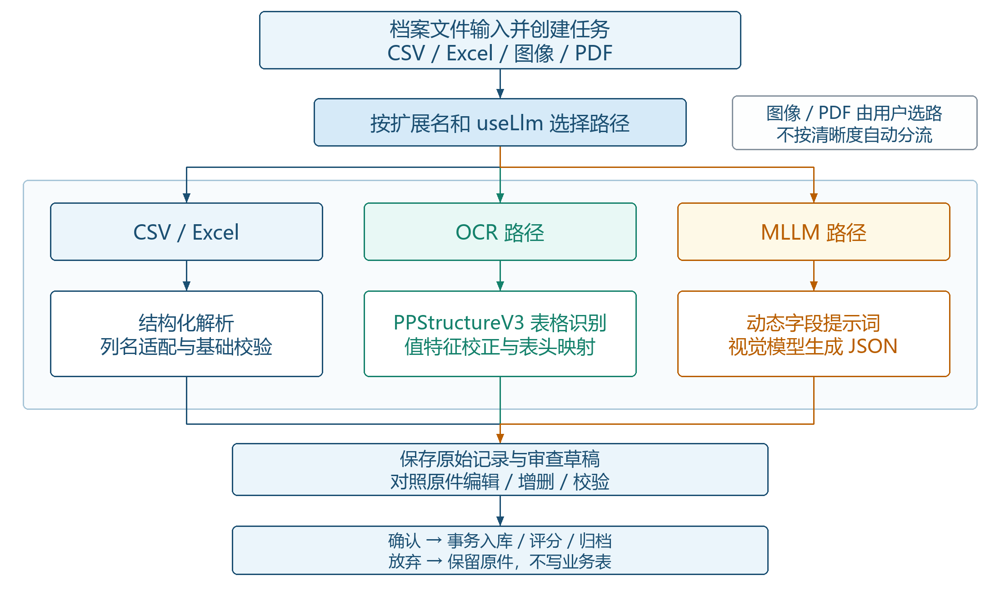 档案文件输入并创建任务
CSV / Excel / 图像 / PDF
按扩展名和 useLlm 选择路径
图像 / PDF 由用户选路
不按清晰度自动分流
CSV / Excel
OCR 路径
MLLM 路径
结构化解析
列名适配与基础校验
PPStructureV3 表格识别
值特征校正与表头映射
动态字段提示词
视觉模型生成 JSON
保存原始记录与审查草稿
对照原件编辑 / 增删 / 校验
确认 → 事务入库 / 评分 / 归档
放弃 → 保留原件，不写业务表